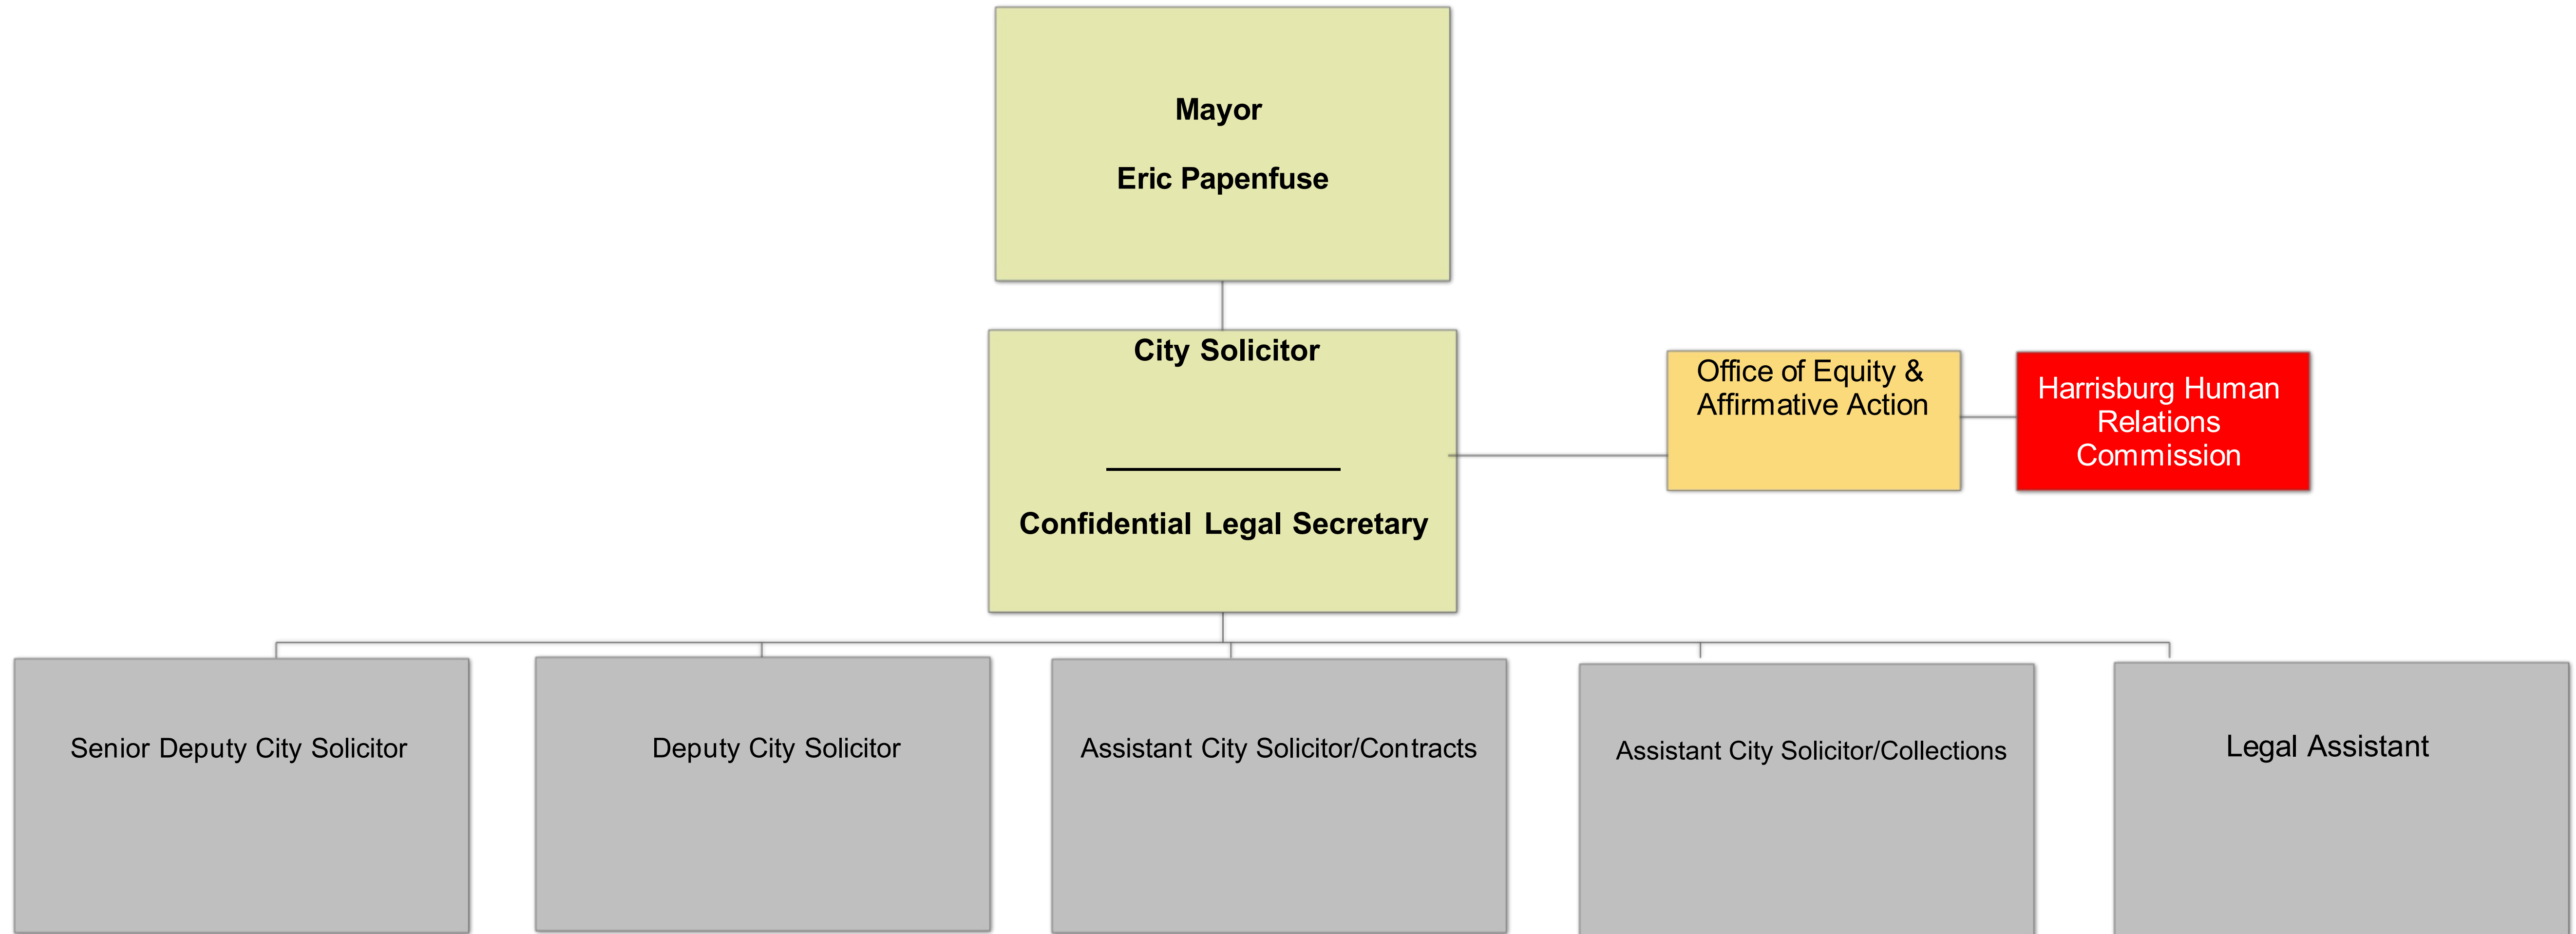 Mayor
Eric Papenfuse
City Solicitor
Confidential Legal Secretary
Office of Equity &
Affirmative Action
Harrisburg Human
Relations
Commission
Senior Deputy City Solicitor
Deputy City Solicitor
Assistant City Solicitor/Contracts
Assistant City Solicitor/Collections
Legal Assistant